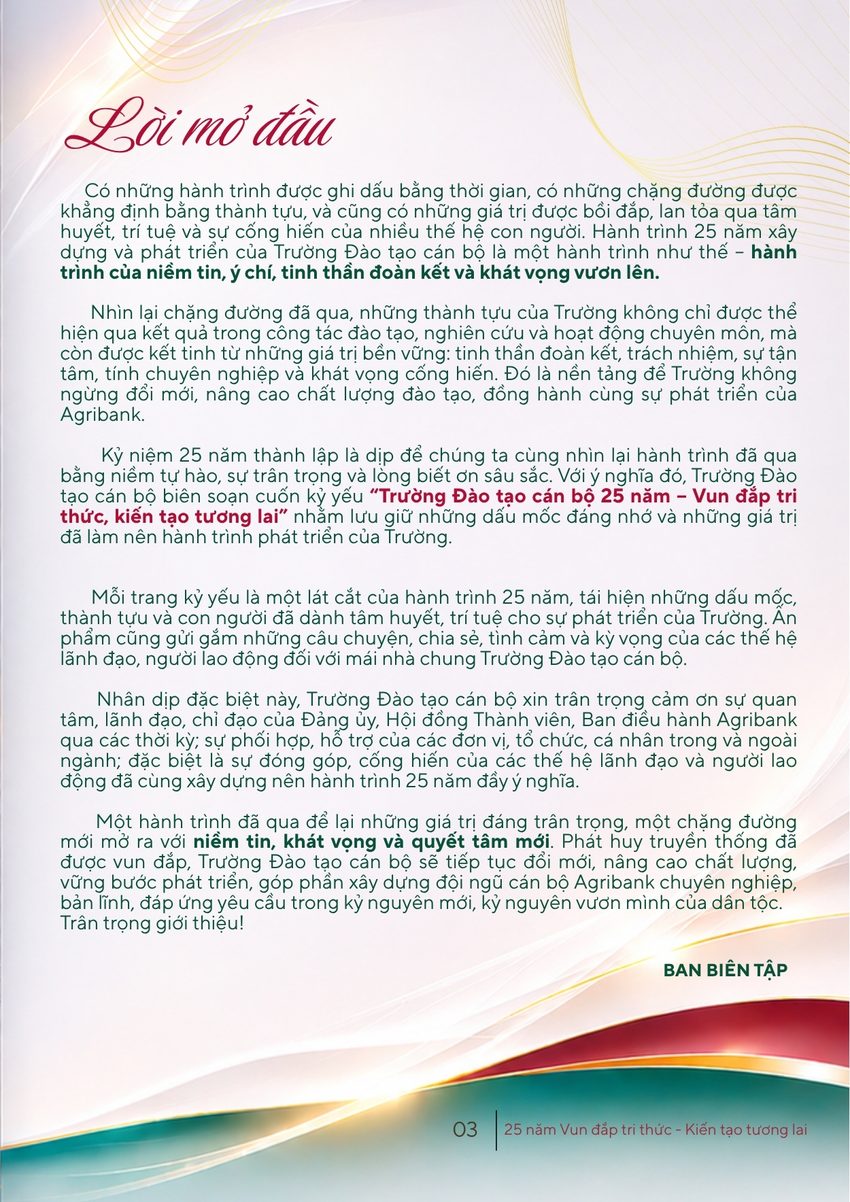 Lời mở đầu
Có những hành trình được ghi dấu bằng thời gian, có những chặng đường được
khẳng định bằng thành tựu, và cũng có những giá trị được bồi đắp, lan tỏa qua tâm
huyết, trí tuệ và sự cống hiến của nhiều thế hệ con người. Hành trình 25 năm xây
dựng và phát triển của Trường Đào tạo cán bộ là một hành trình như thế – hành
trình của niềm tin, ý chí, tinh thần đoàn kết và khát vọng vươn lên.
Nhìn lại chặng đường đã qua, những thành tựu của Trường không chỉ được thể
hiện qua kết quả trong công tác đào tạo, nghiên cứu và hoạt động chuyên môn, mà
còn được kết tinh từ những giá trị bền vững: tinh thần đoàn kết, trách nhiệm, sự tận
tâm, tính chuyên nghiệp và khát vọng cống hiến. Đó là nền tảng để Trường không
ngừng đổi mới, nâng cao chất lượng đào tạo, đồng hành cùng sự phát triển của
Agribank.
Kỷ niệm 25 năm thành lập là dịp để chúng ta cùng nhìn lại hành trình đã qua
bằng niềm tự hào, sự trân trọng và lòng biết ơn sâu sắc. Với ý nghĩa đó, Trường Đào
tạo cán bộ biên soạn cuốn kỷ yếu “Trường Đào tạo cán bộ 25 năm – Vun đắp tri
thức, kiến tạo tương lai” nhằm lưu giữ những dấu mốc đáng nhớ và những giá trị
đã làm nên hành trình phát triển của Trường.
Mỗi trang kỷ yếu là một lát cắt của hành trình 25 năm, tái hiện những dấu mốc,
thành tựu và con người đã dành tâm huyết, trí tuệ cho sự phát triển của Trường. Ấn
phẩm cũng gửi gắm những câu chuyện, chia sẻ, tình cảm và kỳ vọng của các thế hệ
lãnh đạo, người lao động đối với mái nhà chung Trường Đào tạo cán bộ.
Nhân dịp đặc biệt này, Trường Đào tạo cán bộ xin trân trọng cảm ơn sự quan
tâm, lãnh đạo, chỉ đạo của Đảng ủy, Hội đồng Thành viên, Ban điều hành Agribank
qua các thời kỳ; sự phối hợp, hỗ trợ của các đơn vị, tổ chức, cá nhân trong và ngoài
ngành; đặc biệt là sự đóng góp, cống hiến của các thế hệ lãnh đạo và người lao
động đã cùng xây dựng nên hành trình 25 năm đầy ý nghĩa.
Một hành trình đã qua để lại những giá trị đáng trân trọng, một chặng đường
mới mở ra với niềm tin, khát vọng và quyết tâm mới. Phát huy truyền thống đã
được vun đắp, Trường Đào tạo cán bộ sẽ tiếp tục đổi mới, nâng cao chất lượng,
vững bước phát triển, góp phần xây dựng đội ngũ cán bộ Agribank chuyên nghiệp,
bản lĩnh, đáp ứng yêu cầu trong kỷ nguyên mới, kỷ nguyên vươn mình của dân tộc.
Trân trọng giới thiệu!
BAN BIÊN TẬP
03 25 năm Vun đắp tri thức - Kiến tạo tương lai